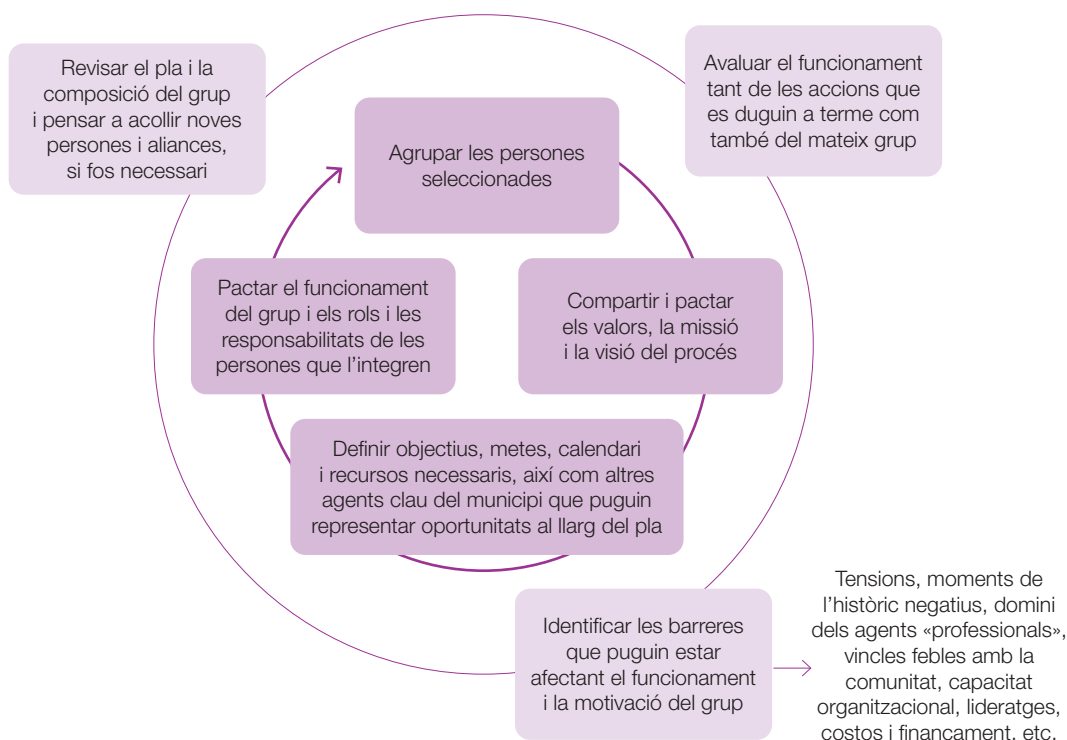 Revisar el pla i la
composició del grup
i pensar a acollir noves
persones i aliances,
si fos necessari
Avaluar el funcionament
tant de les accions que
es duguin a terme com
també del mateix grup
Agrupar les persones
seleccionades
Pactar el funcionament
del grup i els rols i les
responsabilitats de les
persones que l’integren
Compartir i pactar
els valors, la missió
i la visió del procés
Definir objectius, metes, calendari
i recursos necessaris, així com altres
agents clau del municipi que puguin
representar oportunitats al llarg del pla
Identificar les barreres
que puguin estar
afectant el funcionament
i la motivació del grup
Tensions, moments de
l’històric negatius, domini
dels agents «professionals»,
vincles febles amb la
comunitat, capacitat
organitzacional, lideratges,
costos i finançament, etc.